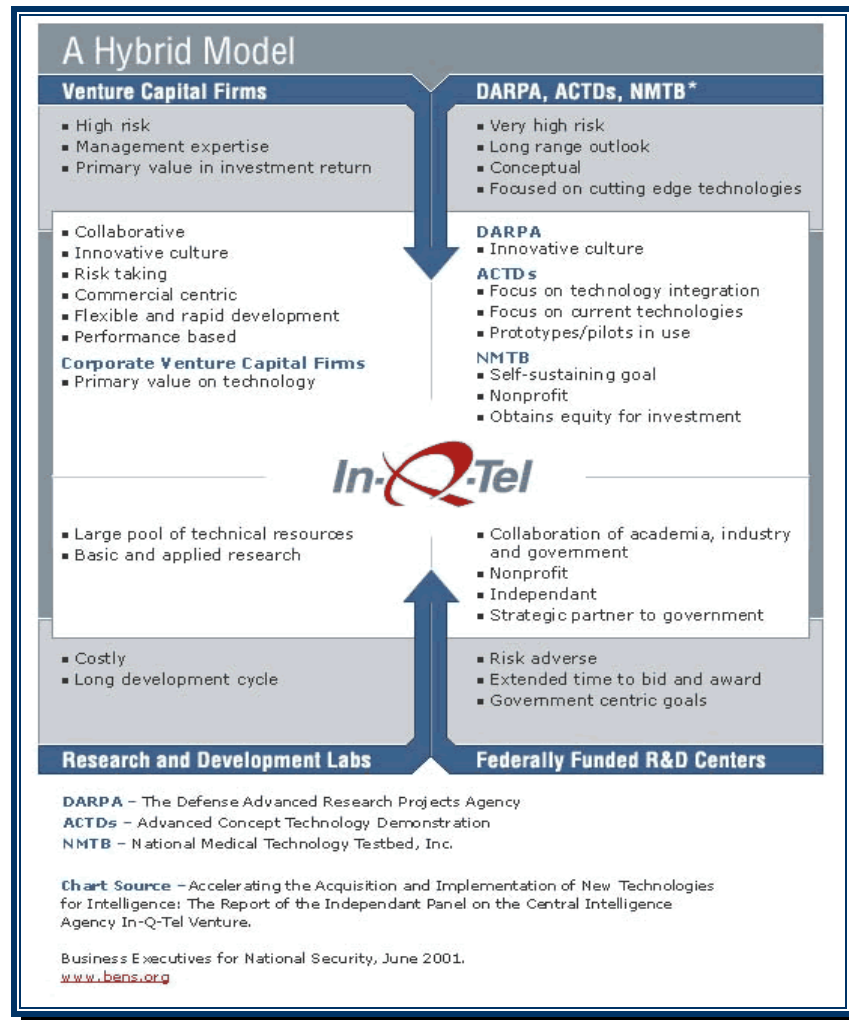 A Hybrid Model
Venture Capital Firms
▪ High risk
▪ Management expertise
▪ Primary value in investment return
▪ Collaborative
▪ Innovative culture
▪ Risk taking
▪ Commercial centric
▪ Flexible and rapid development
▪ Performance based
Corporate Venture Capital Firms
▪ Primary value on technology
DARPA, ACTDs, NMTB*
▪ Very high risk
▪ Long range outlook
▪ Conceptual
▪ Focused on cutting edge technologies
DARPA
▪ Innovative culture
ACTDs
▪ Focus on technology integration
▪ Focus on current technologies
▪ Prototypes/pilots in use
NMTB
▪ Self-sustaining goal
▪ Nonprofit
▪ Obtains equity for investment
In-Q-Tel
▪ Large pool of technical resources
▪ Basic and applied research
▪ Costly
▪ Long development cycle
Research and Development Labs
▪ Collaboration of academia, industry
and government
▪ Nonprofit
▪ Independant
▪ Strategic partner to government
▪ Risk adverse
▪ Extended time to bid and award
▪ Government centric goals
Federally Funded R&D Centers
DARPA – The Defense Advanced Research Projects Agency
ACTDs – Advanced Concept Technology Demonstration
NMTB – National Medical Technology Testbed, Inc.
Chart Source –Accelerating the Acquisition and Implementation of New Technologies
for Intelligence: The Report of the Independant Panel on the Central Intelligence
Agency In-Q-Tel Venture.
Business Executives for National Security, June 2001.
www.bens.org